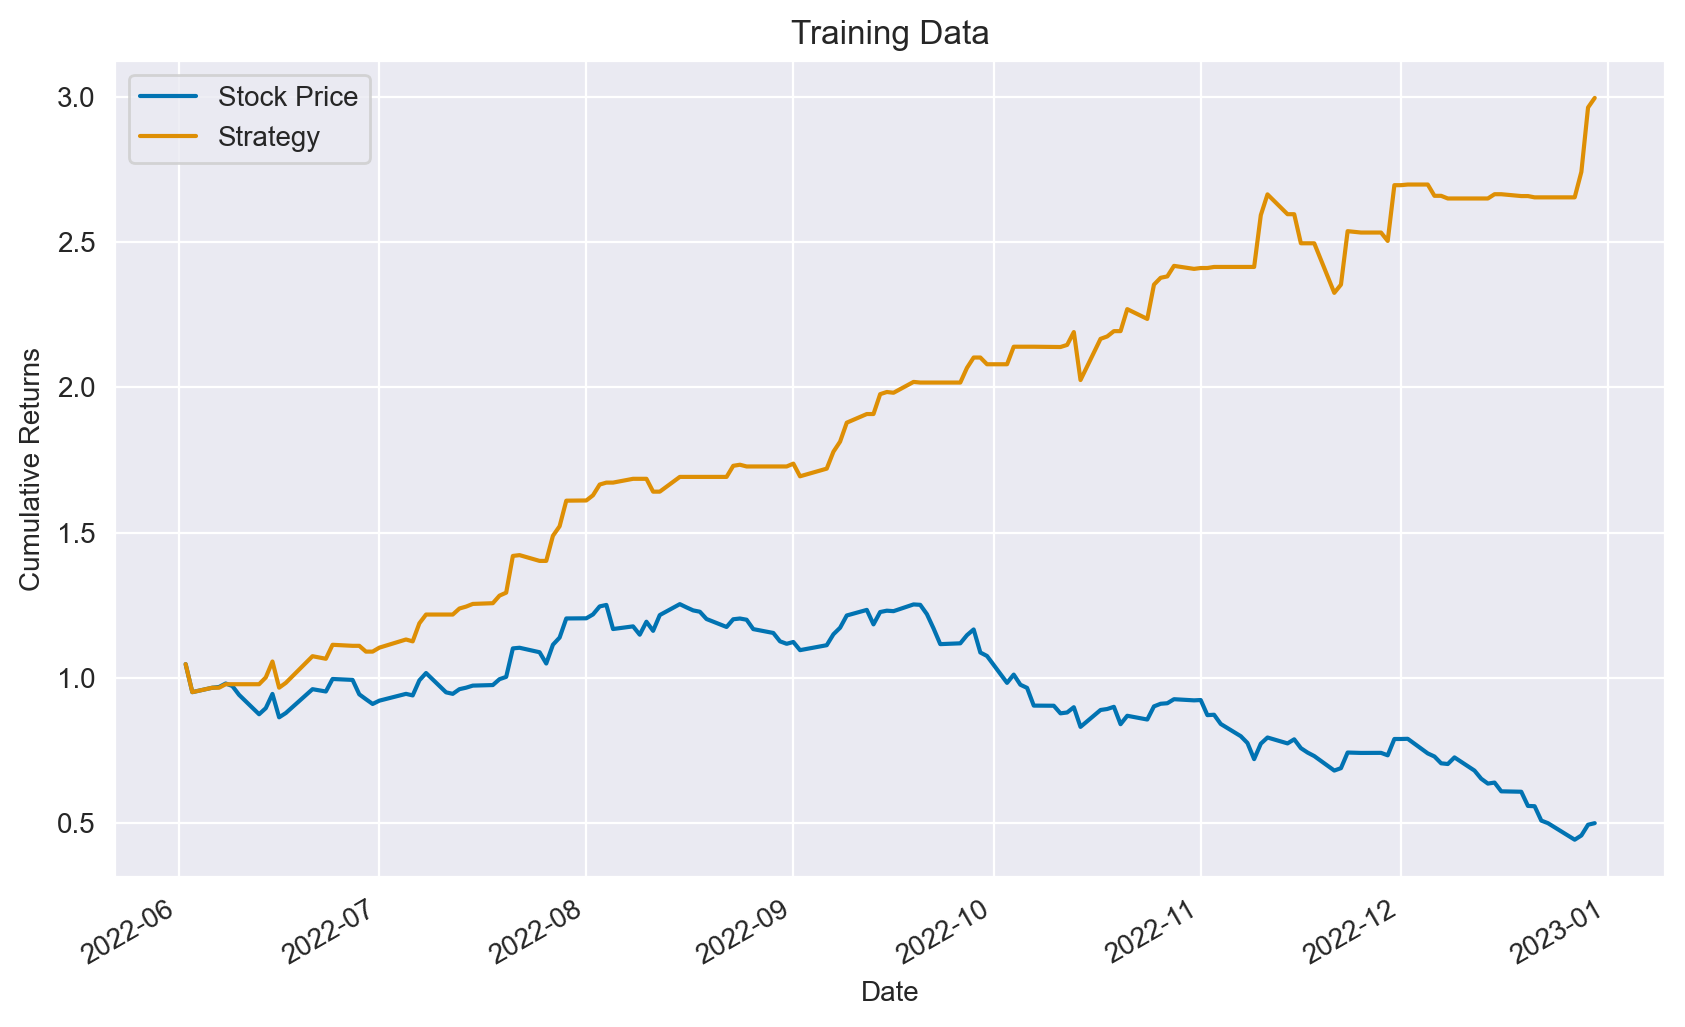 Training Data
Stock Price
Strategy
Cumulative Returns
3.0
2.5
2.0
1.5
1.0
0.5
2022-06
2022-07
2022-08
2022-09
2022-10
2022-11
2022-12
2023-01
Date